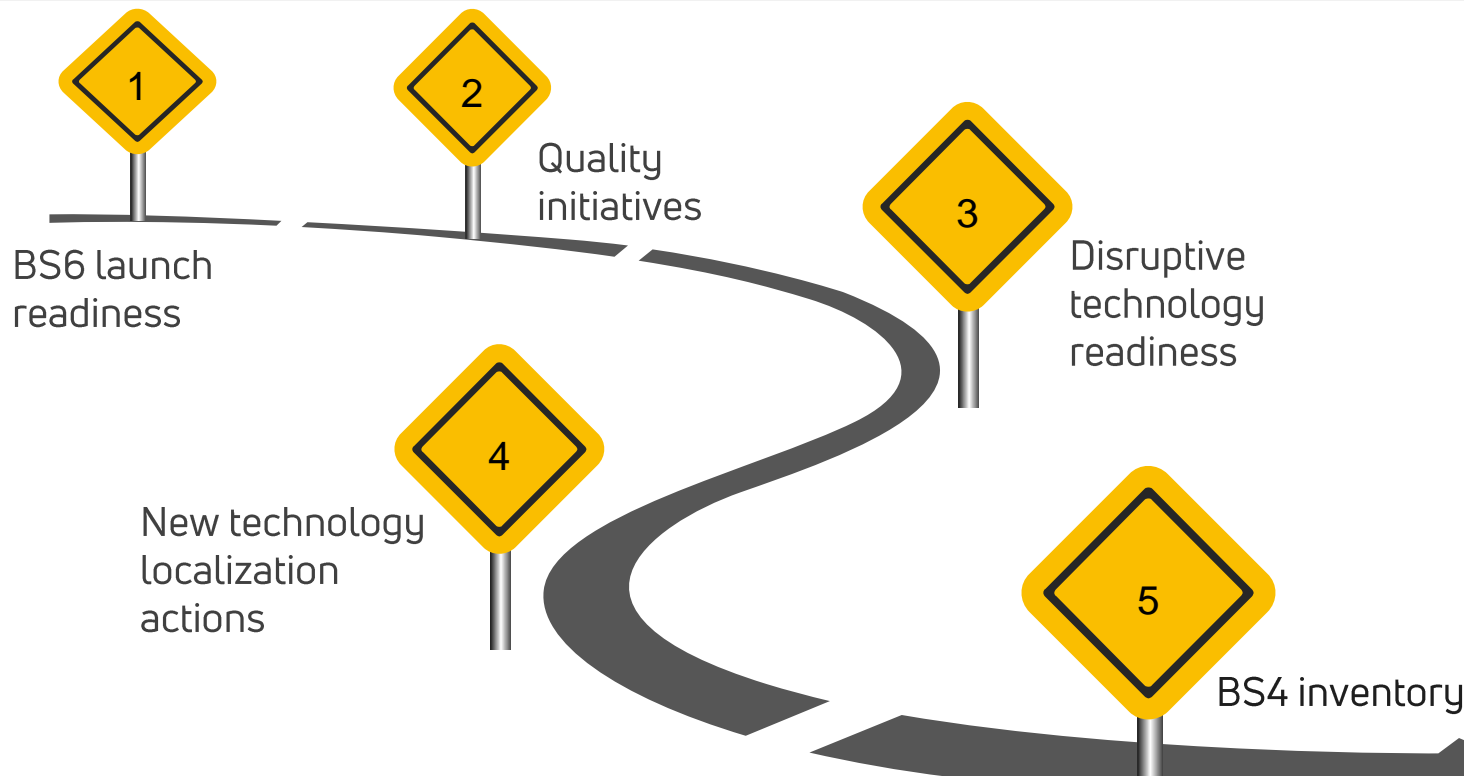 1
BS6 launch
readiness
2
Quality
initiatives
3
Disruptive
technology
readiness
4
New technology
localization
actions
5
BS4 inventory